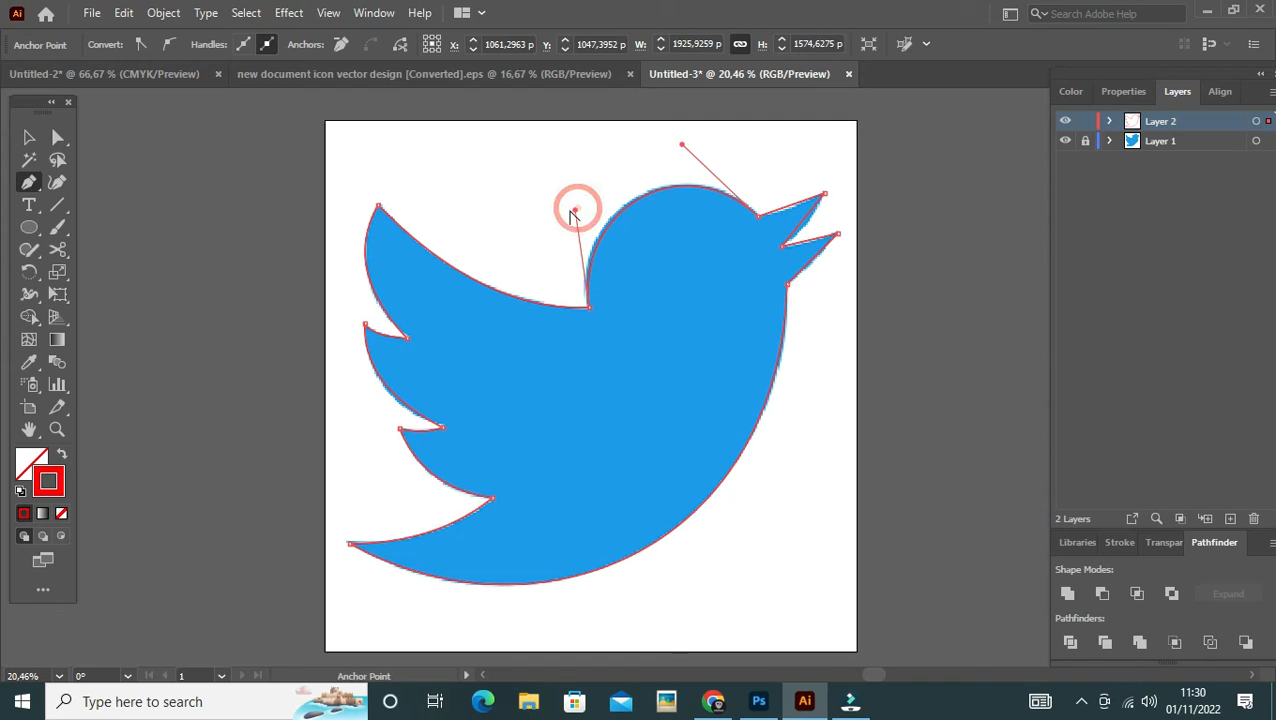 Ai File Edit Object Type Select Effect View Window Help Search Adobe Help
Anchor Point Convert: Handles: Anchors: X: 1061,2963 p Y: 1047,3952 p W: 1925,9259 p H: 1574,6275 p
Untitled-2* @ 66,67 % (CMYK/Preview) × new document icon vector design [Converted].eps @ 16,67 % (RGB/Preview) × Untitled-3* @ 20,46 % (RGB/Preview) ×
Color Properties Layers Align
Layer 2
Layer 1
2 Layers
Libraries Stroke Transpar Pathfinder
Shape Modes:
Expand
Pathfinders:
20,46% 0° 1 Anchor Point
Type here to search Ps Ai 11:30
01/11/2022